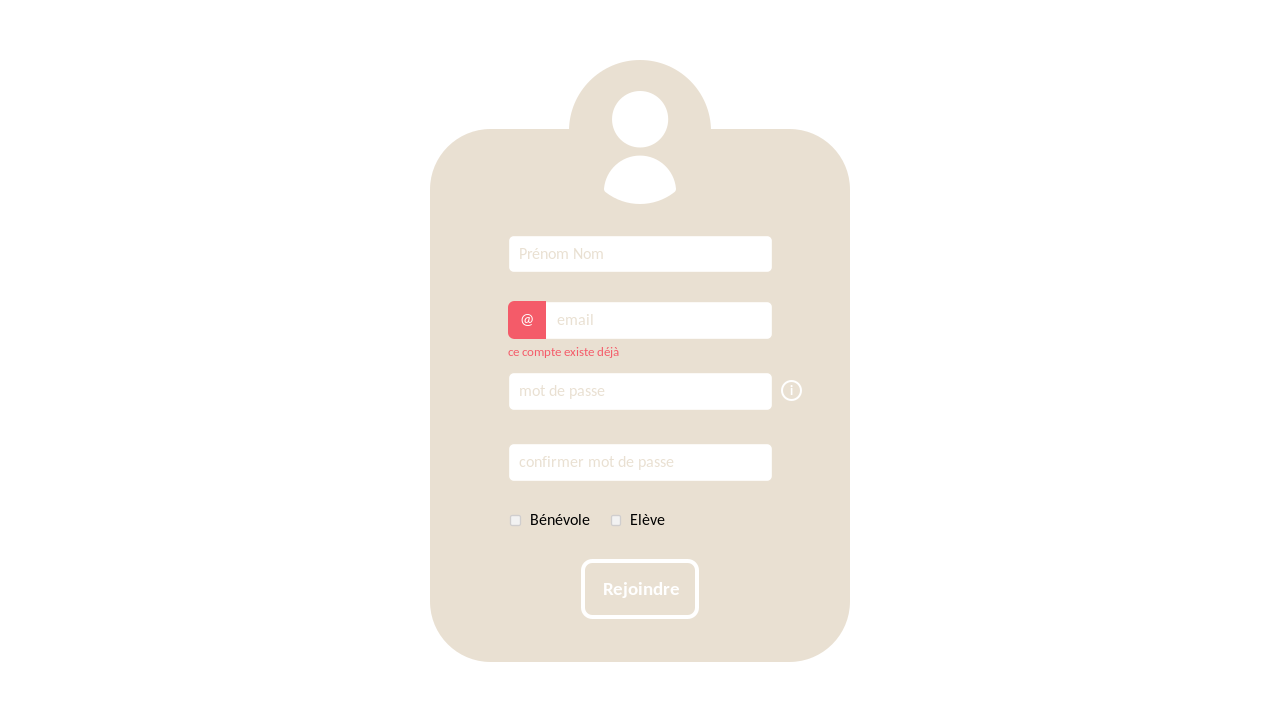 Prénom Nom
@ email
ce compte existe déjà
mot de passe i
confirmer mot de passe
Bénévole Elève
Rejoindre